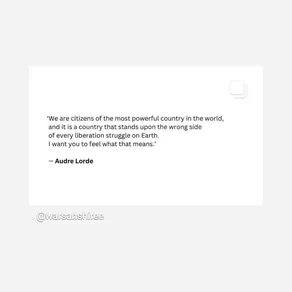 'We are citizens of the most powerful country in the world,
and it is a country that stands upon the wrong side
of every liberation struggle on Earth.
I want you to feel what that means.'
— Audre Lorde
@warsanshiree